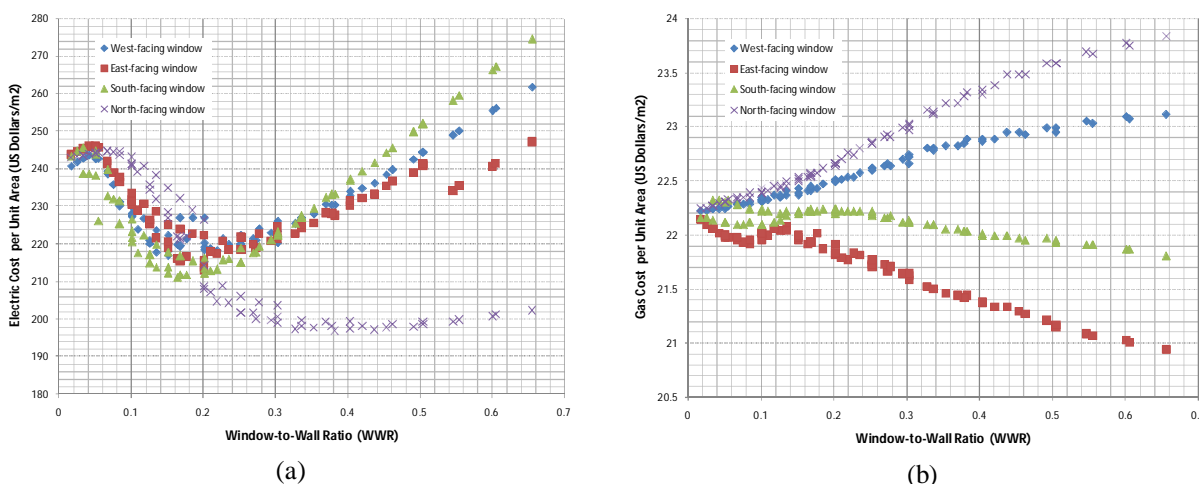 280
270
260
250
240
230
220
210
200
190
180
Electric Cost per Unit Area (US Dollars/m2)
West-facing window
East-facing window
South-facing window
North-facing window
0 0.1 0.2 0.3 0.4 0.5 0.6 0.7
Window-to-Wall Ratio (WWR)
(a)
24
23.5
23
22.5
22
21.5
21
20.5
Gas Cost per Unit Area (US Dollars/m2)
West-facing window
East-facing window
South-facing window
North-facing window
0 0.1 0.2 0.3 0.4 0.5 0.6
Window-to-Wall Ratio (WWR)
(b)